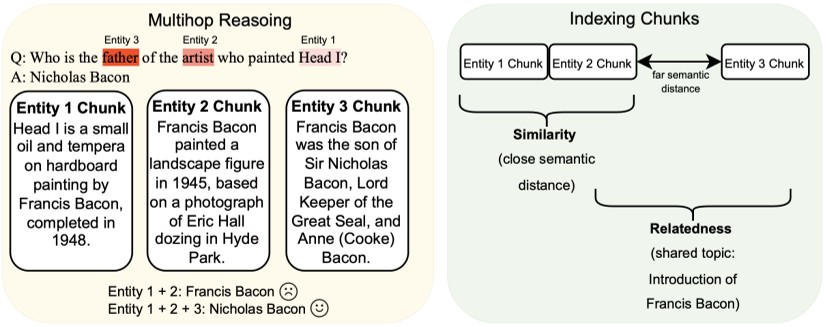 Multihop Reasoing
Entity 3
Entity 2
Entity 1
Q: Who is the father of the artist who painted Head I?
A: Nicholas Bacon
Entity 1 Chunk
Head I is a small
oil and tempera
on hardboard
painting by
Francis Bacon,
completed in
1948.
Entity 2 Chunk
Francis Bacon
painted a
landscape figure
in 1945, based
on a photograph
of Eric Hall
dozing in Hyde
Park.
Entity 3 Chunk
Francis Bacon
was the son of
Sir Nicholas
Bacon, Lord
Keeper of the
Great Seal, and
Anne (Cooke)
Bacon.
Entity 1 + 2: Francis Bacon
Entity 1 + 2 + 3: Nicholas Bacon
Indexing Chunks
Entity 1 Chunk
Entity 2 Chunk
far semantic
distance
Entity 3 Chunk
Similarity
(close semantic
distance)
Relatedness
(shared topic:
Introduction of
Francis Bacon)